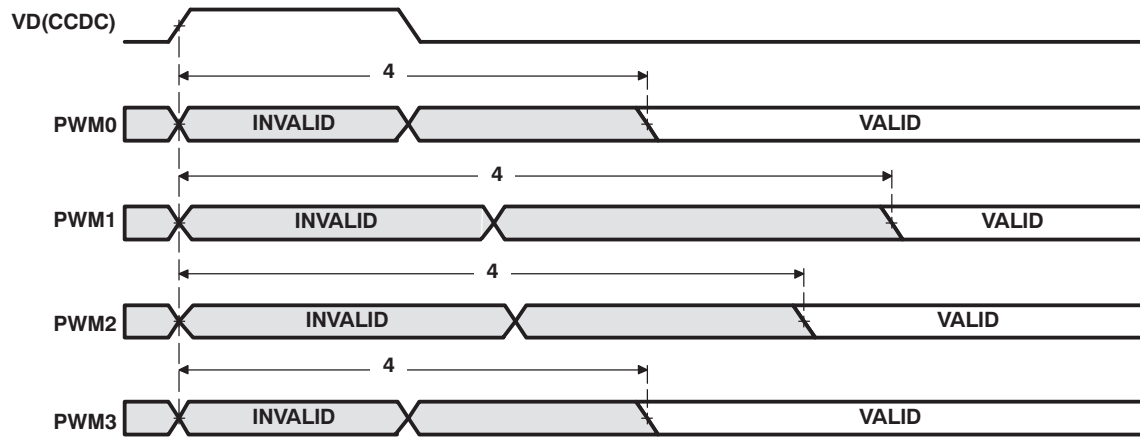 VD(CCDC)
4
PWM0 INVALID VALID
4
PWM1 INVALID VALID
4
PWM2 INVALID VALID
4
PWM3 INVALID VALID